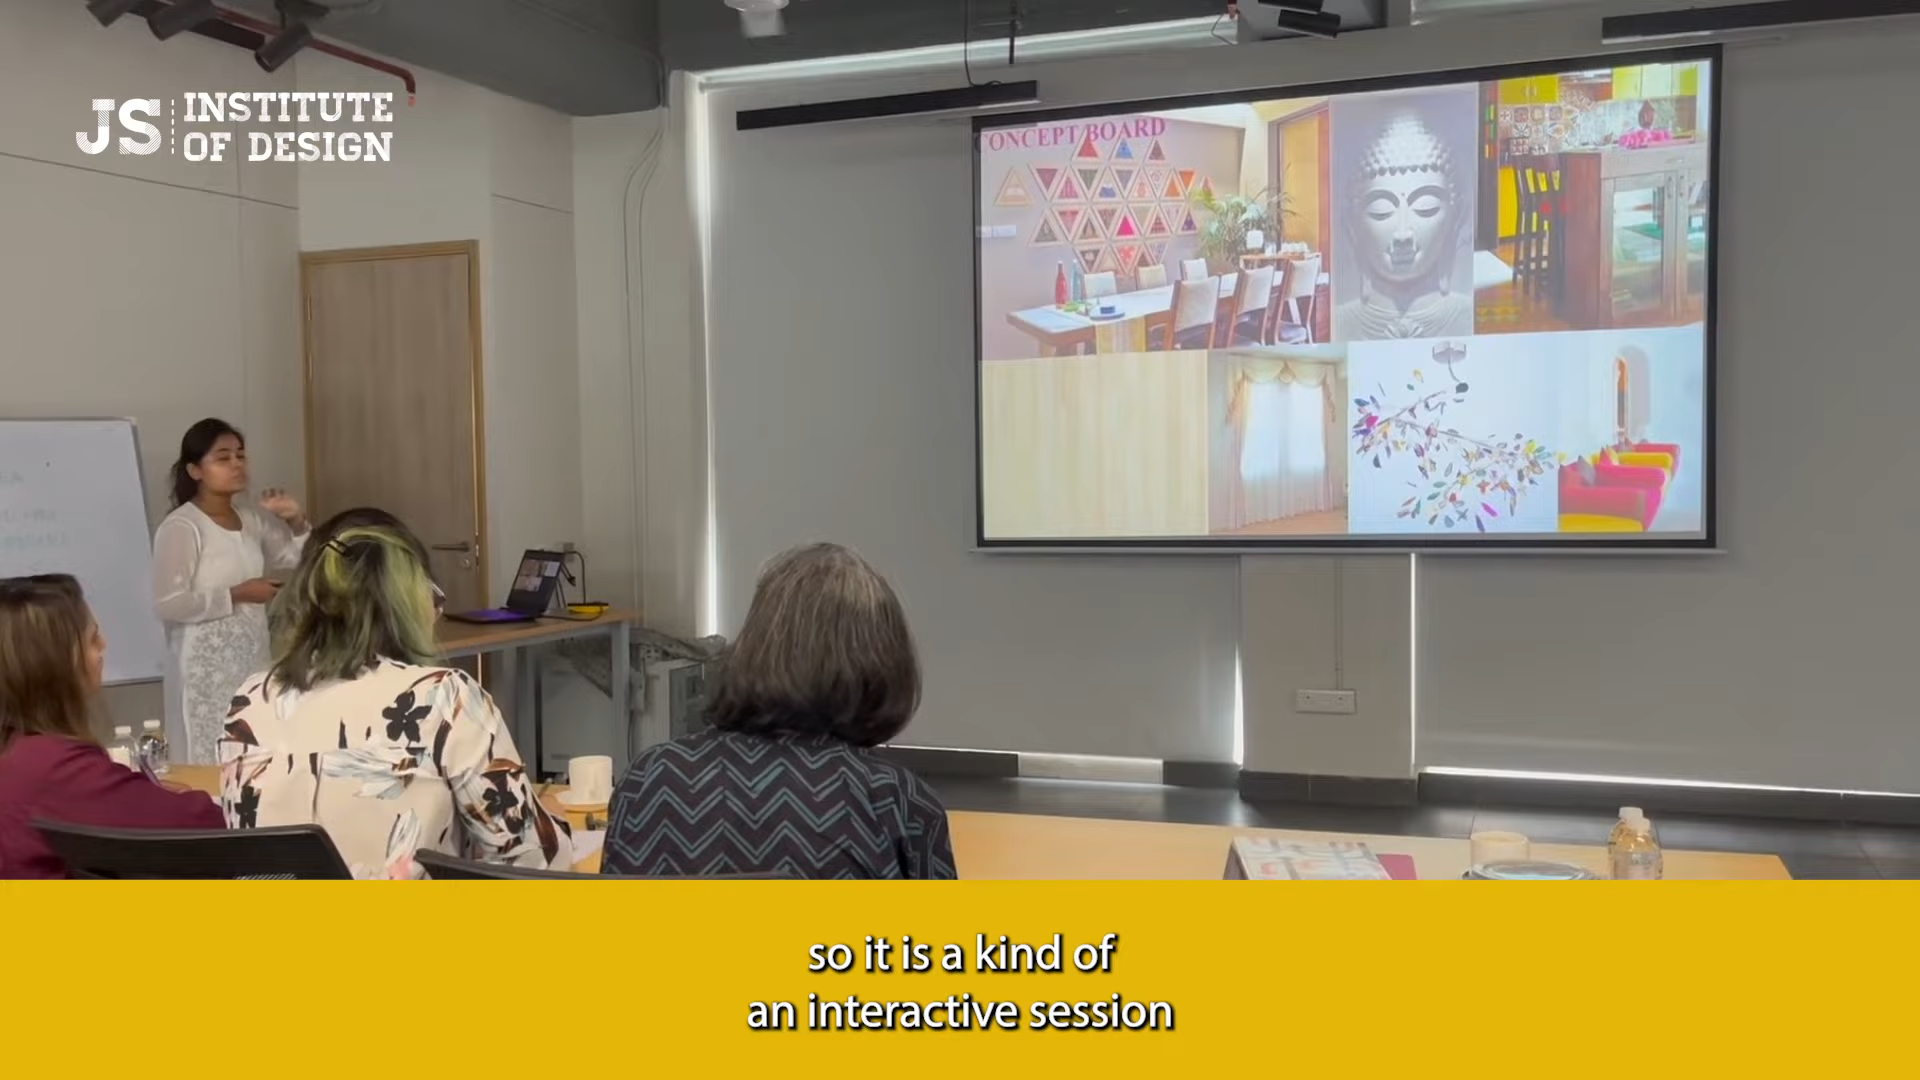 JS INSTITUTE
OF DESIGN
CONCEPT BOARD
so it is a kind of
an interactive session